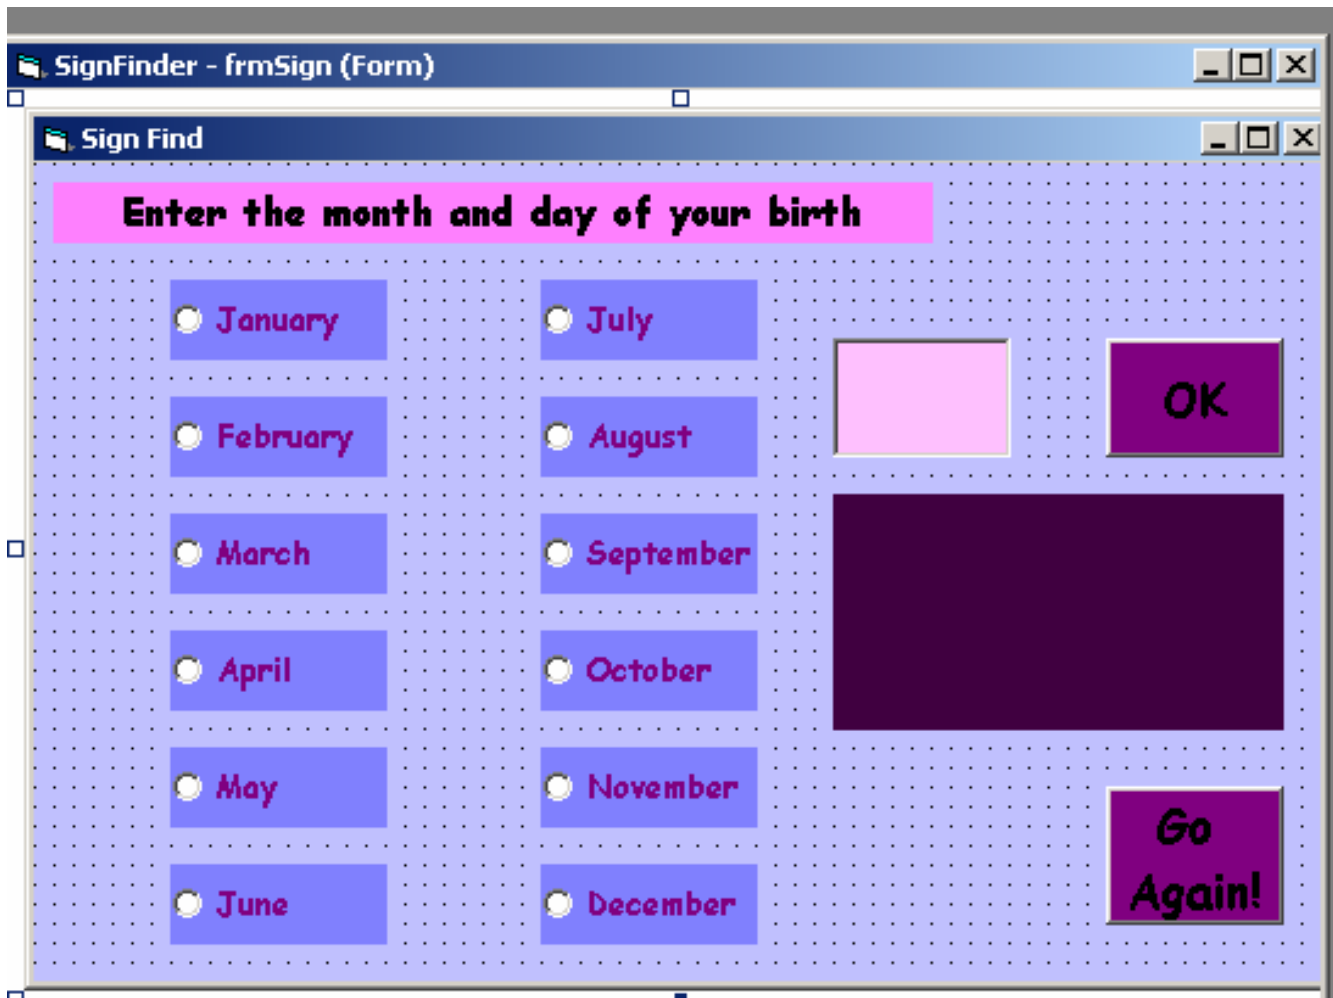 SignFinder - frmSign (Form)
Sign Find
Enter the month and day of your birth
January
February
March
April
May
June
July
August
September
October
November
December
OK
Go
Again!